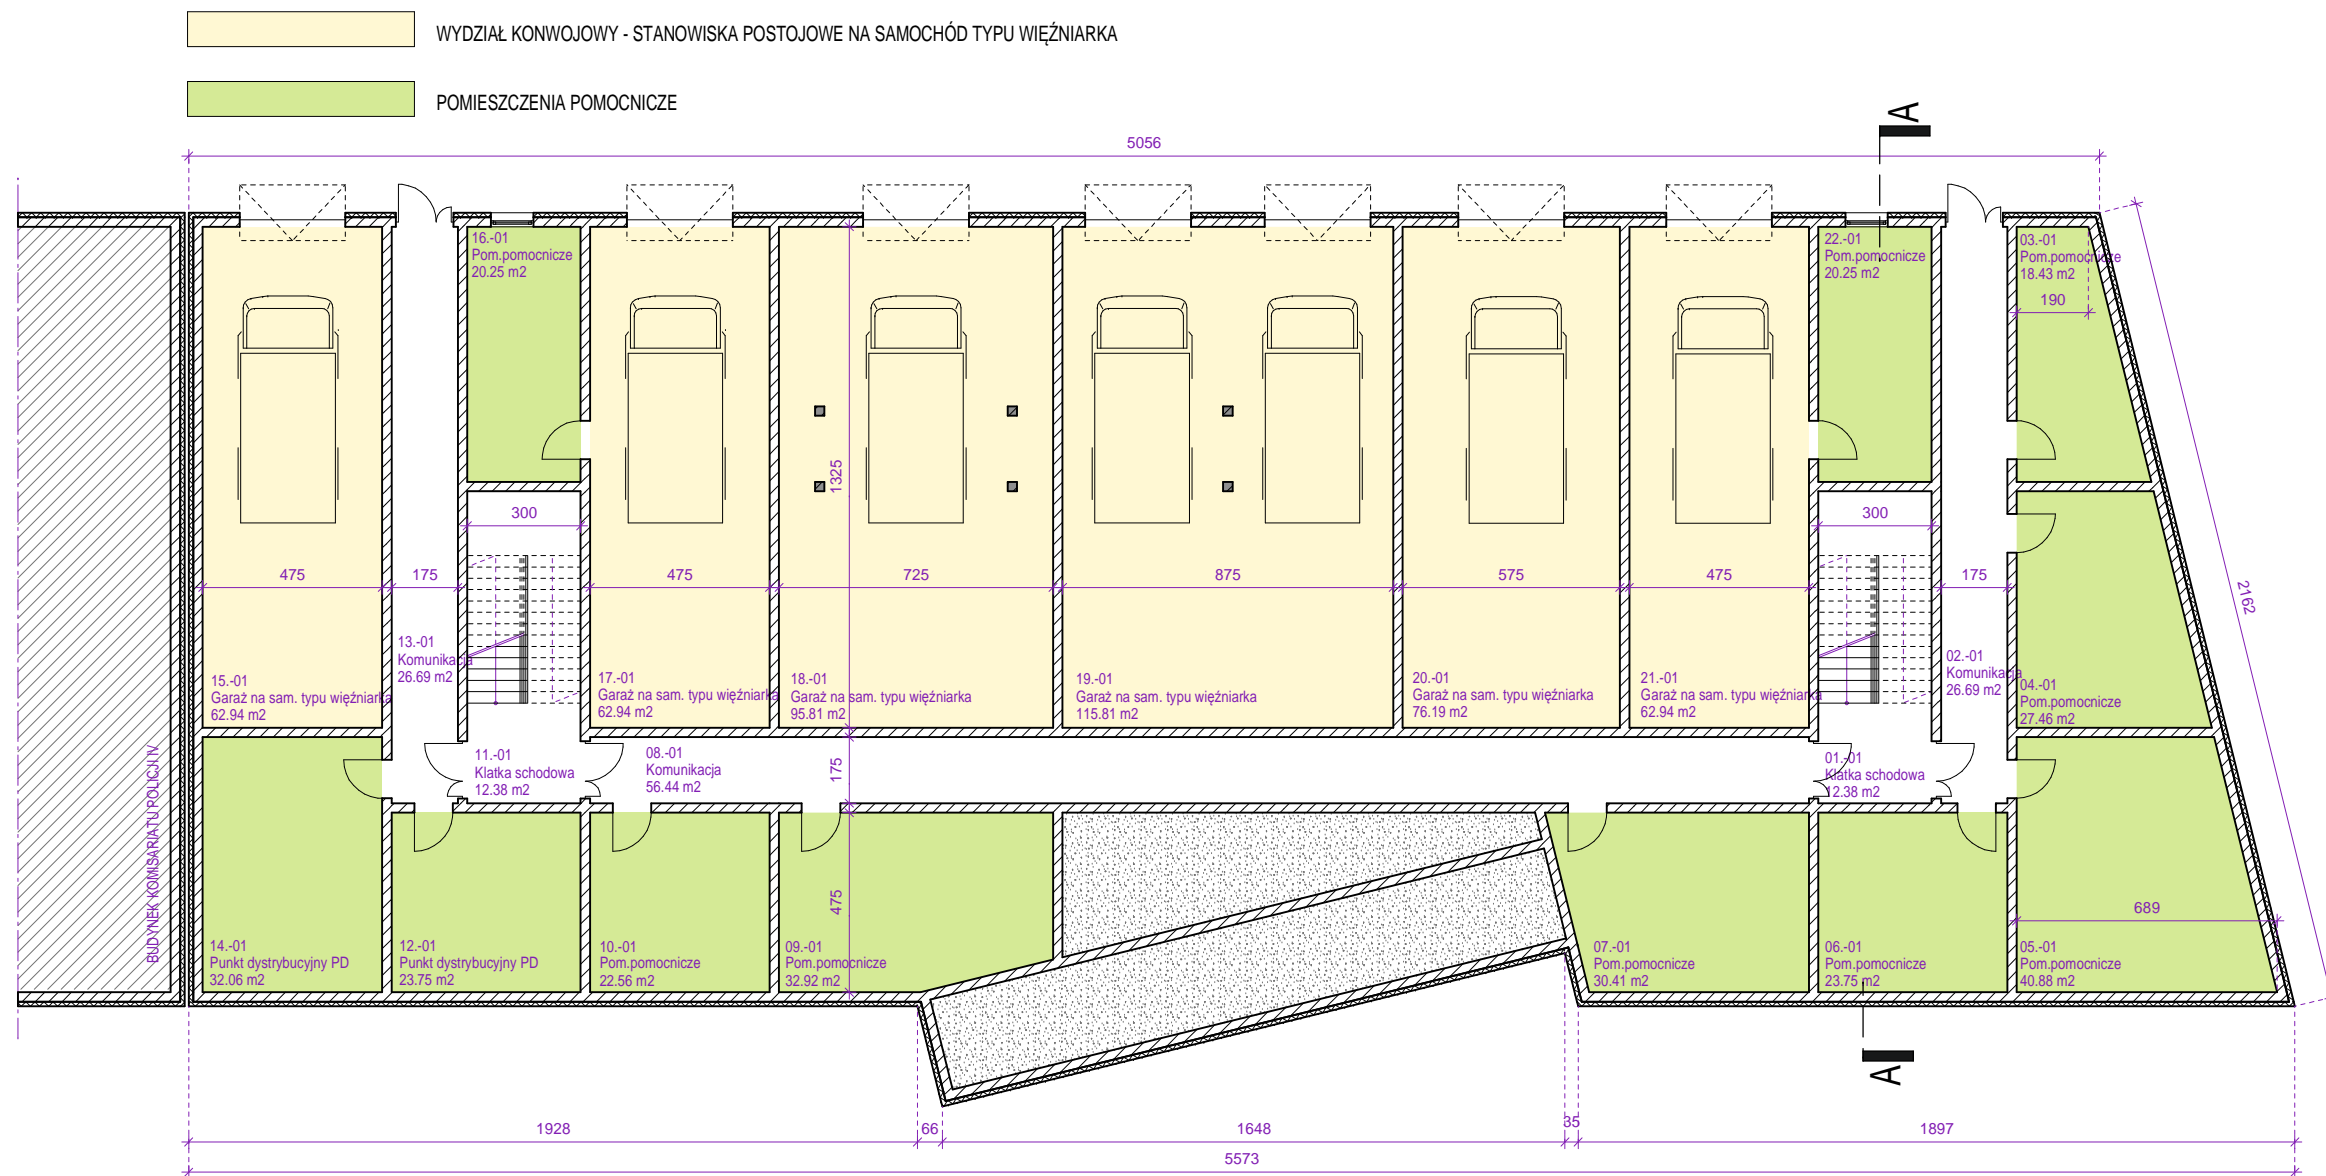 WYDZIAŁ KONWOJOWY - STANOWISKA POSTOJOWE NA SAMOCHÓD TYPU WIĘŹNIARKA
POMIESZCZENIA POMOCNICZE
A
5056
16.-01
Pom.pomocnicze
20.25 m2
22.-01
Pom.pomocnicze
20.25 m2
03.-01
Pom.pomocnicze
18.43 m2
190
1325
300
300
475
175
475
725
875
575
475
175
2162
13.-01
Komunikacja
26.69 m2
02.-01
Komunikacja
26.69 m2
15.-01
Garaż na sam. typu więźniarka
62.94 m2
17.-01
Garaż na sam. typu więźniarka
62.94 m2
18.-01
Garaż na sam. typu więźniarka
95.81 m2
19.-01
Garaż na sam. typu więźniarka
115.81 m2
20.-01
Garaż na sam. typu więźniarka
76.19 m2
21.-01
Garaż na sam. typu więźniarka
62.94 m2
04.-01
Pom.pomocnicze
27.46 m2
BUDYNEK KOMISARIATU POLICJI IV
11.-01
Klatka schodowa
12.38 m2
08.-01
Komunikacja
56.44 m2
175
01.-01
Klatka schodowa
12.38 m2
475
689
14.-01
Punkt dystrybucyjny PD
32.06 m2
12.-01
Punkt dystrybucyjny PD
23.75 m2
10.-01
Pom.pomocnicze
22.56 m2
09.-01
Pom.pomocnicze
32.92 m2
07.-01
Pom.pomocnicze
30.41 m2
06.-01
Pom.pomocnicze
23.75 m2
05.-01
Pom.pomocnicze
40.88 m2
A
1928
66
1648
35
1897
5573